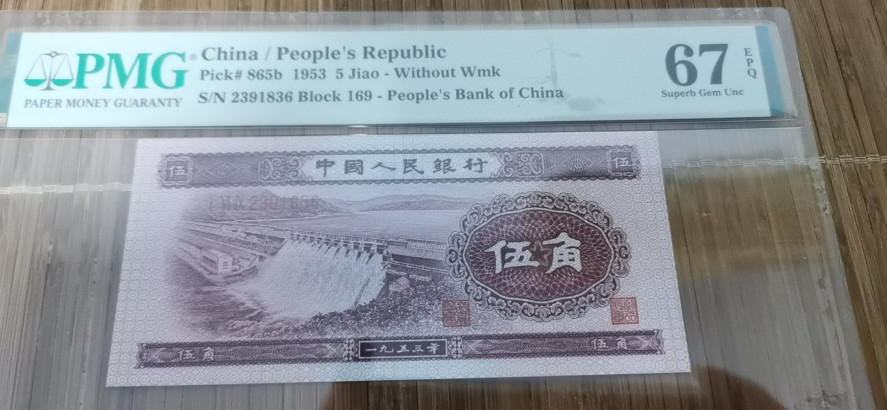 PMG
PAPER MONEY GUARANTY
China / People's Republic
Pick# 865b 1953 5 Jiao - Without Wmk
S/N 2391836 Block 169 - People's Bank of China
67
EPQ
Superb Gem Unc
伍 中國人民銀行 伍
2391836
伍角
伍角 一九五三年 伍角